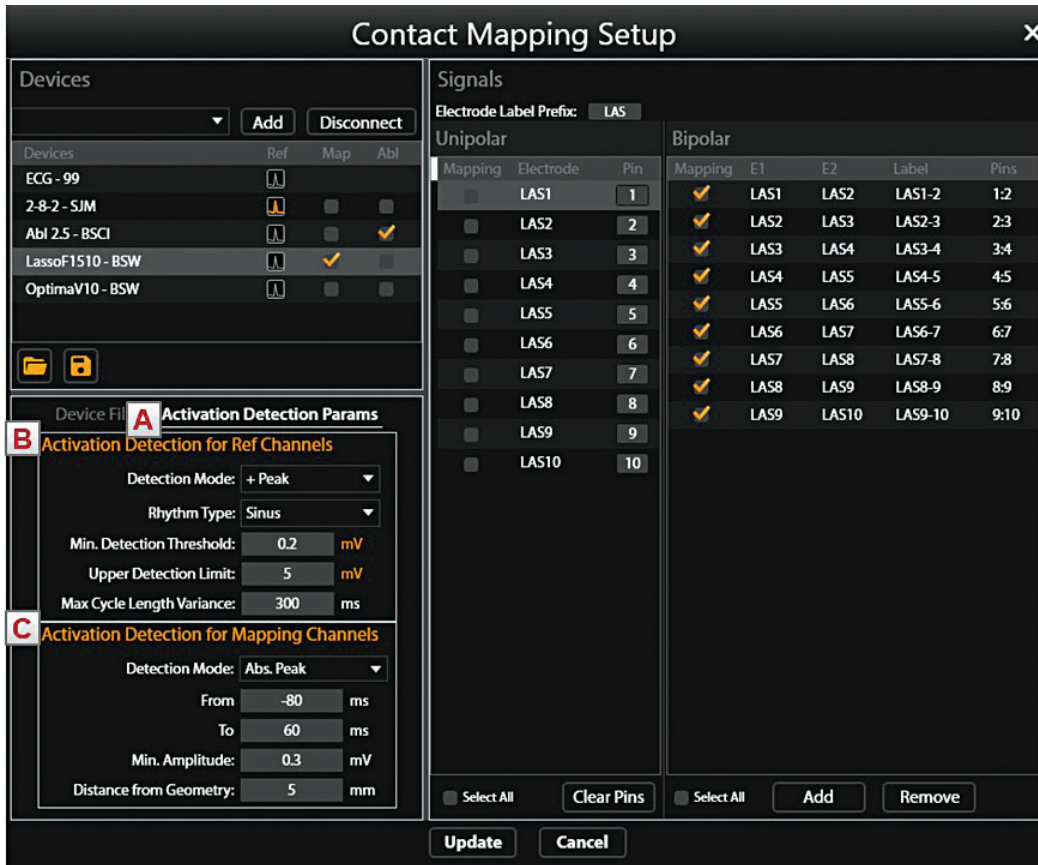 Contact Mapping Setup
Devices
Add Disconnect
Devices Ref Map Abl
ECG - 99
2-8-2 - SJM
Abl 2.5 - BSCI
LassoF1510 - BSW
OptimaV10 - BSW
Device Fil
A
Activation Detection Params
B
Activation Detection for Ref Channels
Detection Mode: + Peak
Rhythm Type: Sinus
Min. Detection Threshold: 0.2 mV
Upper Detection Limit: 5 mV
Max Cycle Length Variance: 300 ms
C
Activation Detection for Mapping Channels
Detection Mode: Abs. Peak
From -80 ms
To 60 ms
Min. Amplitude: 0.3 mV
Distance from Geometry: 5 mm
Signals
Electrode Label Prefix: LAS
Unipolar
Mapping Electrode Pin
LAS1 1
LAS2 2
LAS3 3
LAS4 4
LAS5 5
LAS6 6
LAS7 7
LAS8 8
LAS9 9
LAS10 10
Select All Clear Pins
Bipolar
Mapping E1 E2 Label Pins
LAS1 LAS2 LAS1-2 1:2
LAS2 LAS3 LAS2-3 2:3
LAS3 LAS4 LAS3-4 3:4
LAS4 LAS5 LAS4-5 4:5
LAS5 LAS6 LAS5-6 5:6
LAS6 LAS7 LAS6-7 6:7
LAS7 LAS8 LAS7-8 7:8
LAS8 LAS9 LAS8-9 8:9
LAS9 LAS10 LAS9-10 9:10
Select All Add Remove
Update Cancel